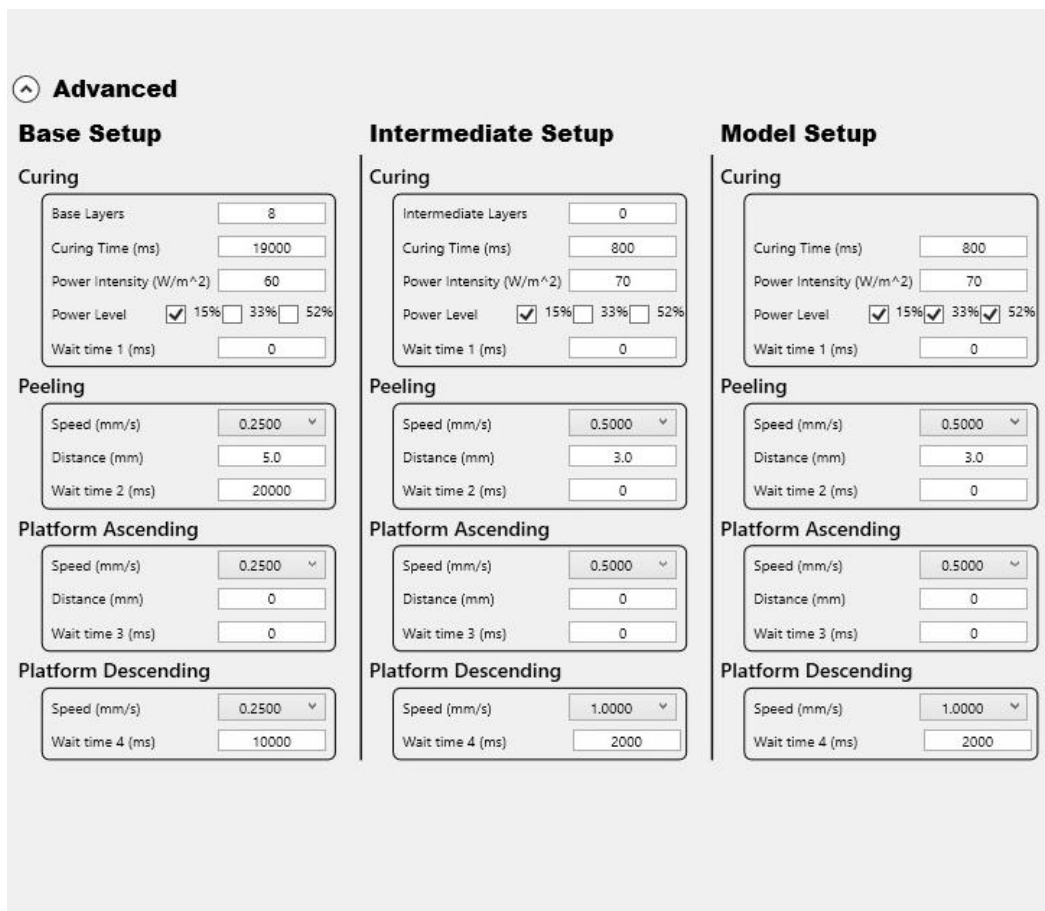 Advanced
Base Setup
Curing
Base Layers 8
Curing Time (ms) 19000
Power Intensity (W/m^2) 60
Power Level 15% 33% 52%
Wait time 1 (ms) 0
Peeling
Speed (mm/s) 0.2500
Distance (mm) 5.0
Wait time 2 (ms) 20000
Platform Ascending
Speed (mm/s) 0.2500
Distance (mm) 0
Wait time 3 (ms) 0
Platform Descending
Speed (mm/s) 0.2500
Wait time 4 (ms) 10000
Intermediate Setup
Curing
Intermediate Layers 0
Curing Time (ms) 800
Power Intensity (W/m^2) 70
Power Level 15% 33% 52%
Wait time 1 (ms) 0
Peeling
Speed (mm/s) 0.5000
Distance (mm) 3.0
Wait time 2 (ms) 0
Platform Ascending
Speed (mm/s) 0.5000
Distance (mm) 0
Wait time 3 (ms) 0
Platform Descending
Speed (mm/s) 1.0000
Wait time 4 (ms) 2000
Model Setup
Curing
Curing Time (ms) 800
Power Intensity (W/m^2) 70
Power Level 15% 33% 52%
Wait time 1 (ms) 0
Peeling
Speed (mm/s) 0.5000
Distance (mm) 3.0
Wait time 2 (ms) 0
Platform Ascending
Speed (mm/s) 0.5000
Distance (mm) 0
Wait time 3 (ms) 0
Platform Descending
Speed (mm/s) 1.0000
Wait time 4 (ms) 2000